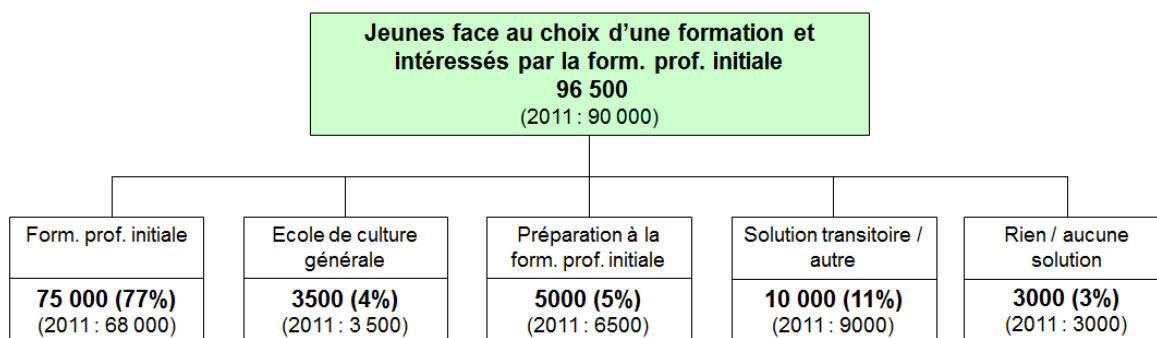 Jeunes face au choix d’une formation et
intéressés par la form. prof. initiale
96 500
(2011 : 90 000)
Form. prof. initiale
75 000 (77%)
(2011 : 68 000)
Ecole de culture
générale
3500 (4%)
(2011 : 3 500)
Préparation à la
form. prof. initiale
5000 (5%)
(2011 : 6500)
Solution transitoire /
autre
10 000 (11%)
(2011 : 9000)
Rien / aucune
solution
3000 (3%)
(2011 : 3000)